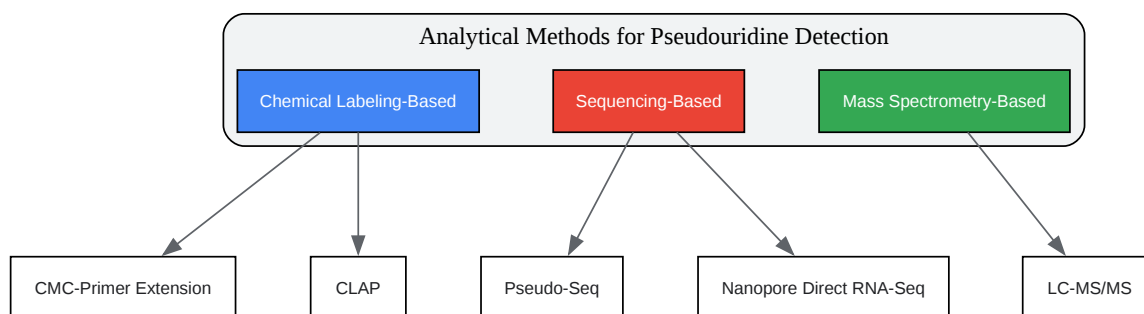 Analytical Methods for Pseudouridine Detection
Chemical Labeling-Based
Sequencing-Based
Mass Spectrometry-Based
CMC-Primer Extension
CLAP
Pseudo-Seq
Nanopore Direct RNA-Seq
LC-MS/MS